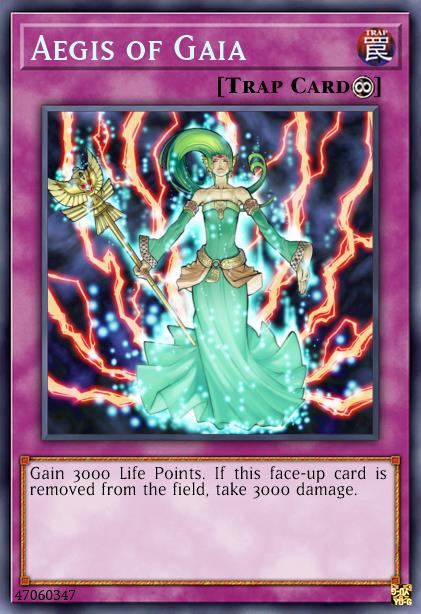 Aegis of Gaia
TRAP
罠
[Trap Card♾]
Gain 3000 Life Points. If this face-up card is
removed from the field, take 3000 damage.
47060347